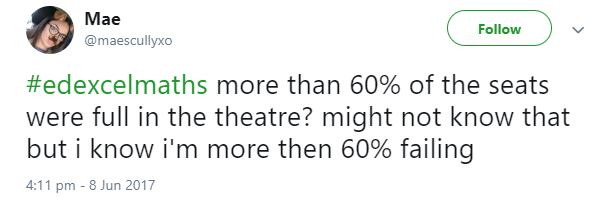 Mae
@maescullyxo
Follow
#edexcelmaths more than 60% of the seats
were full in the theatre? might not know that
but i know i'm more then 60% failing
4:11 pm - 8 Jun 2017